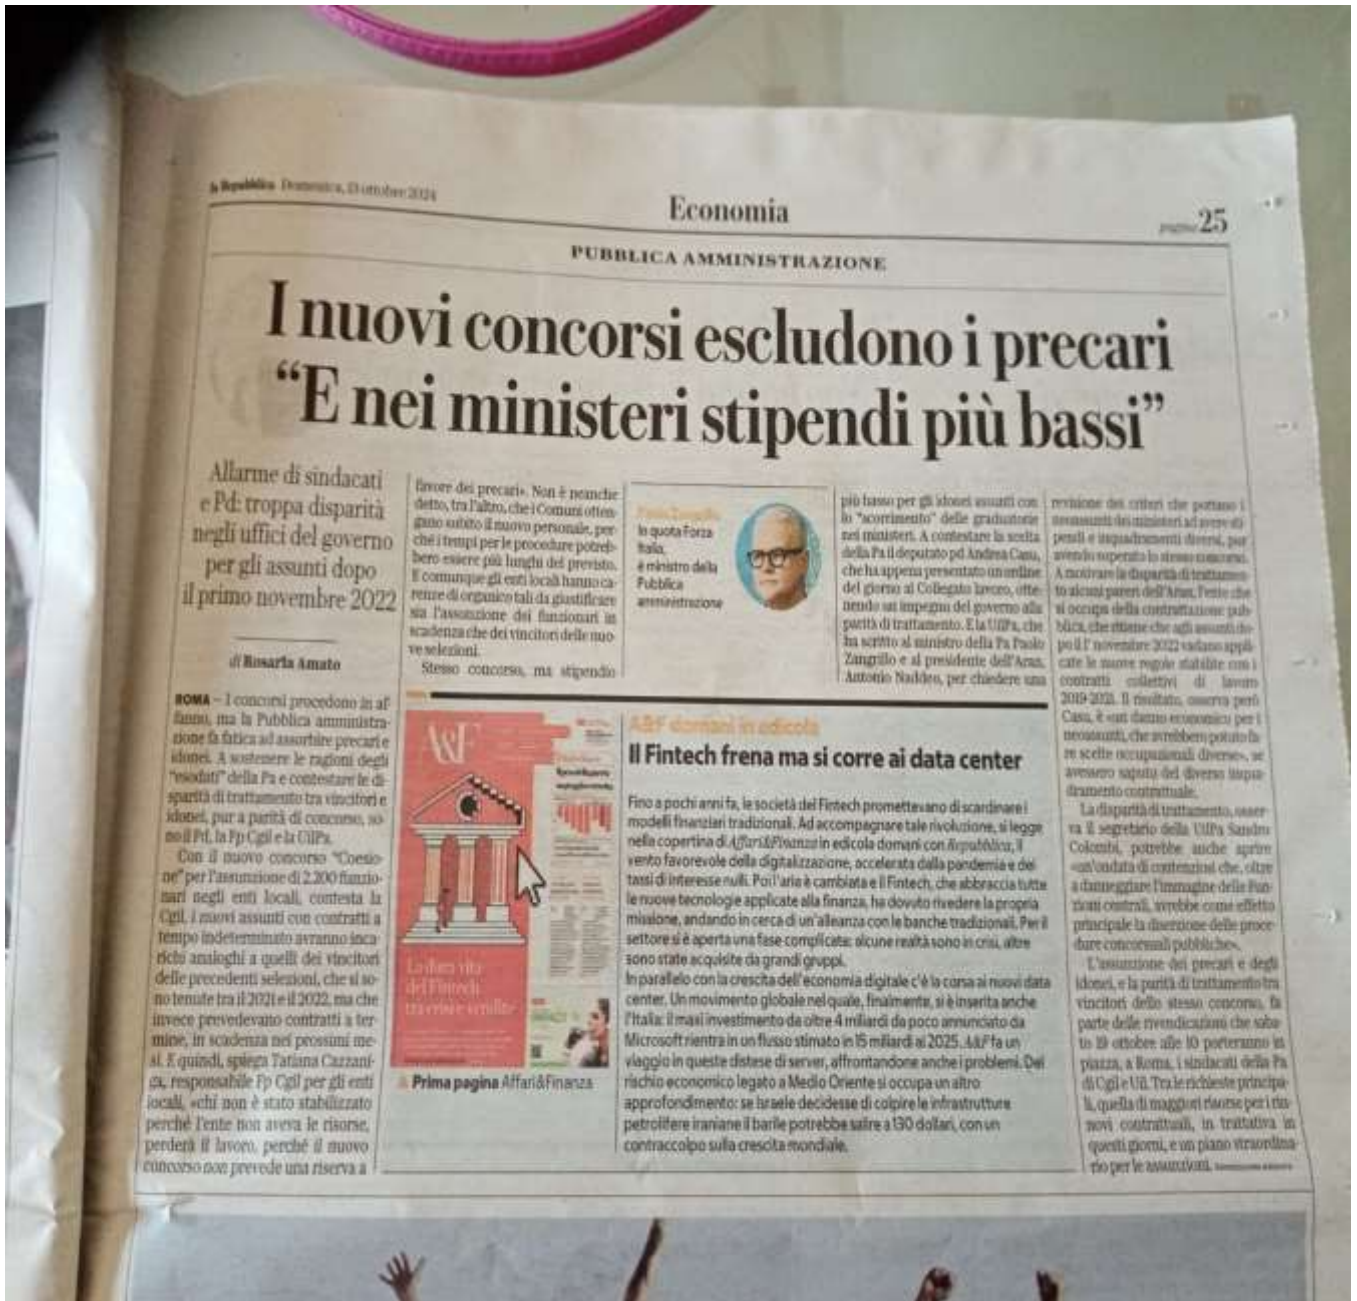 la Repubblica Domenica, 13 ottobre 2024
Economia
pagina 25
PUBBLICA AMMINISTRAZIONE
I nuovi concorsi escludono i precari
“E nei ministeri stipendi più bassi”
Allarme di sindacati
e Pd: troppa disparità
negli uffici del governo
per gli assunti dopo
il primo novembre 2022
di Rosaria Amato
ROMA – I concorsi procedono in af-
fanno, ma la Pubblica amministra-
zione fa fatica ad assorbire precari e
idonei. A sostenere le ragioni degli
"esodati" della Pa e contestare le di-
sparità di trattamento tra vincitori e
idonei, pur a parità di concorso, so-
no il Pd, la Fp Cgil e la UilPa.
Con il nuovo concorso "Coesio-
ne" per l'assunzione di 2.200 funzio-
nari negli enti locali, contesta la
Cgil, i nuovi assunti con contratti a
tempo indeterminato avranno inca-
richi analoghi a quelli dei vincitori
delle precedenti selezioni, che si so-
no tenute tra il 2021 e il 2022, ma che
invece prevedevano contratti a ter-
mine, in scadenza nei prossimi me-
si. E quindi, spiega Tatiana Cazzani-
ga, responsabile Fp Cgil per gli enti
locali, «chi non è stato stabilizzato
perché l'ente non aveva le risorse,
perderà il lavoro, perché il nuovo
concorso non prevede una riserva a
favore dei precari». Non è neanche
detto, tra l'altro, che i Comuni otten-
gano subito il nuovo personale, per-
ché i tempi per le procedure potreb-
bero essere più lunghi del previsto.
E comunque gli enti locali hanno ca-
renze di organico tali da giustificare
sia l'assunzione dei funzionari in
scadenza che dei vincitori delle nuo-
ve selezioni.
Stesso concorso, ma stipendio
Paolo Zangrillo
In quota Forza
Italia,
è ministro della
Pubblica
amministrazione
più basso per gli idonei assunti con
lo "scorrimento" delle graduatorie
nei ministeri. A contestare la scelta
della Pa il deputato pd Andrea Casu,
che ha appena presentato un ordine
del giorno al Collegato lavoro, otte-
nendo un impegno del governo alla
parità di trattamento. E la UilPa, che
ha scritto al ministro della Pa Paolo
Zangrillo e al presidente dell'Aran,
Antonio Naddeo, per chiedere una
revisione dei criteri che portano i
neoassunti dei ministeri ad avere sti-
pendi e inquadramenti diversi, pur
avendo superato lo stesso concorso.
A motivare la disparità di trattamen-
to alcuni pareri dell'Aran, l'ente che
si occupa della contrattazione pub-
blica, che ritiene che agli assunti do-
po il 1° novembre 2022 vadano appli-
cate le nuove regole stabilite con i
contratti collettivi di lavoro
2019-2021. Il risultato, osserva però
Casu, è «un danno economico per i
neoassunti, che avrebbero potuto fa-
re scelte occupazionali diverse», se
avessero saputo del diverso inqua-
dramento contrattuale.
La disparità di trattamento, osser-
va il segretario della UilPa Sandro
Colombi, potrebbe anche aprire
«un'ondata di contenziosi che, oltre
a danneggiare l'immagine delle Fun-
zioni centrali, avrebbe come effetto
principale la diserzione delle proce-
dure concorsuali pubbliche».
L'assunzione dei precari e degli
idonei, e la parità di trattamento tra
vincitori dello stesso concorso, fa
parte delle rivendicazioni che saba-
to 19 ottobre alle 10 porteranno in
piazza, a Roma, i sindacati della Pa
di Cgil e Uil. Tra le richieste principa-
li, quella di maggiori risorse per i rin-
novi contrattuali, in trattativa in
questi giorni, e un piano straordina-
rio per le assunzioni.
A&F
La dura vita
del Fintech
tra crisi e vendite
Prima pagina Affari&Finanza
A&F domani in edicola
Il Fintech frena ma si corre ai data center
Fino a pochi anni fa, le società del Fintech promettevano di scardinare i
modelli finanziari tradizionali. Ad accompagnare tale rivoluzione, si legge
nella copertina di Affari&Finanza in edicola domani con Repubblica, il
vento favorevole della digitalizzazione, accelerata dalla pandemia e dei
tassi di interesse nulli. Poi l'aria è cambiata e il Fintech, che abbraccia tutte
le nuove tecnologie applicate alla finanza, ha dovuto rivedere la propria
missione, andando in cerca di un'alleanza con le banche tradizionali. Per il
settore si è aperta una fase complicata: alcune realtà sono in crisi, altre
sono state acquisite da grandi gruppi.
In parallelo con la crescita dell'economia digitale c'è la corsa ai nuovi data
center. Un movimento globale nel quale, finalmente, si è inserita anche
l'Italia: il maxi investimento da oltre 4 miliardi da poco annunciato da
Microsoft rientra in un flusso stimato in 15 miliardi al 2025. A&F fa un
viaggio in queste distese di server, affrontandone anche i problemi. Del
rischio economico legato a Medio Oriente si occupa un altro
approfondimento: se Israele decidesse di colpire le infrastrutture
petrolifere iraniane il barile potrebbe salire a 130 dollari, con un
contraccolpo sulla crescita mondiale.